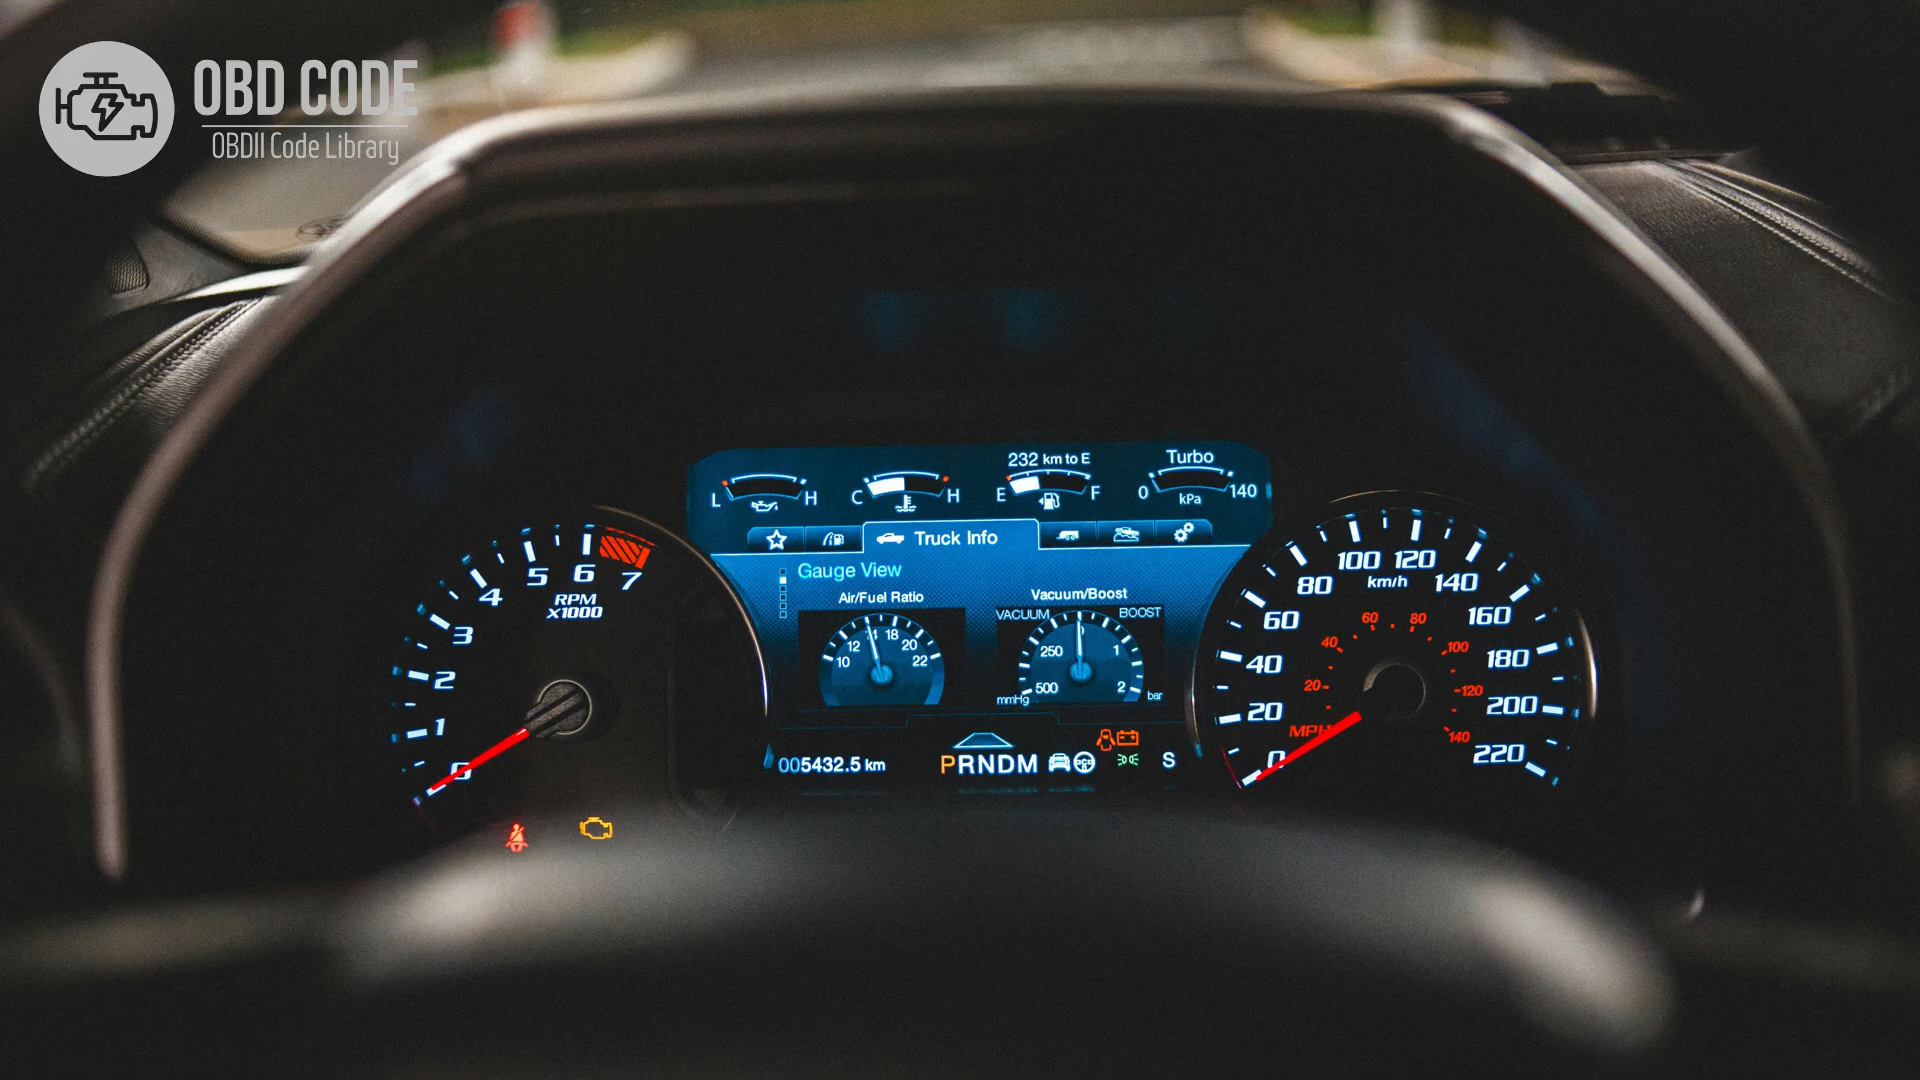 OBD CODE
OBDII Code Library
232 km to E
Turbo
L H
C H
E F
0 140
kPa
Truck Info
Gauge View
Air/Fuel Ratio
Vacuum/Boost
VACUUM BOOST
10 12 14 18 20 22
500 250 0 1 2
mmHg bar
0 1 2 3 4 5 6 7
RPM
X1000
0 20 40 60 80 100 120 140 160 180 200 220
km/h
20 40 60 80 100 120 140
MPH
005432.5 km
PRNDM
S